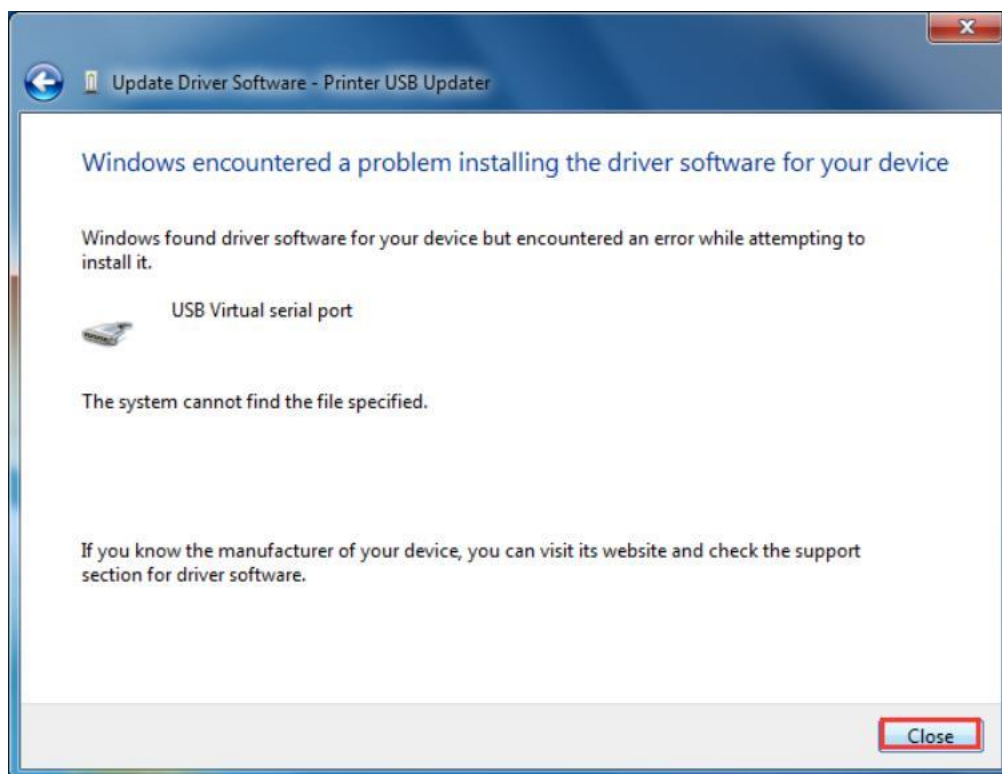 Update Driver Software - Printer USB Updater
Windows encountered a problem installing the driver software for your device
Windows found driver software for your device but encountered an error while attempting to
install it.
USB Virtual serial port
The system cannot find the file specified.
If you know the manufacturer of your device, you can visit its website and check the support
section for driver software.
Close